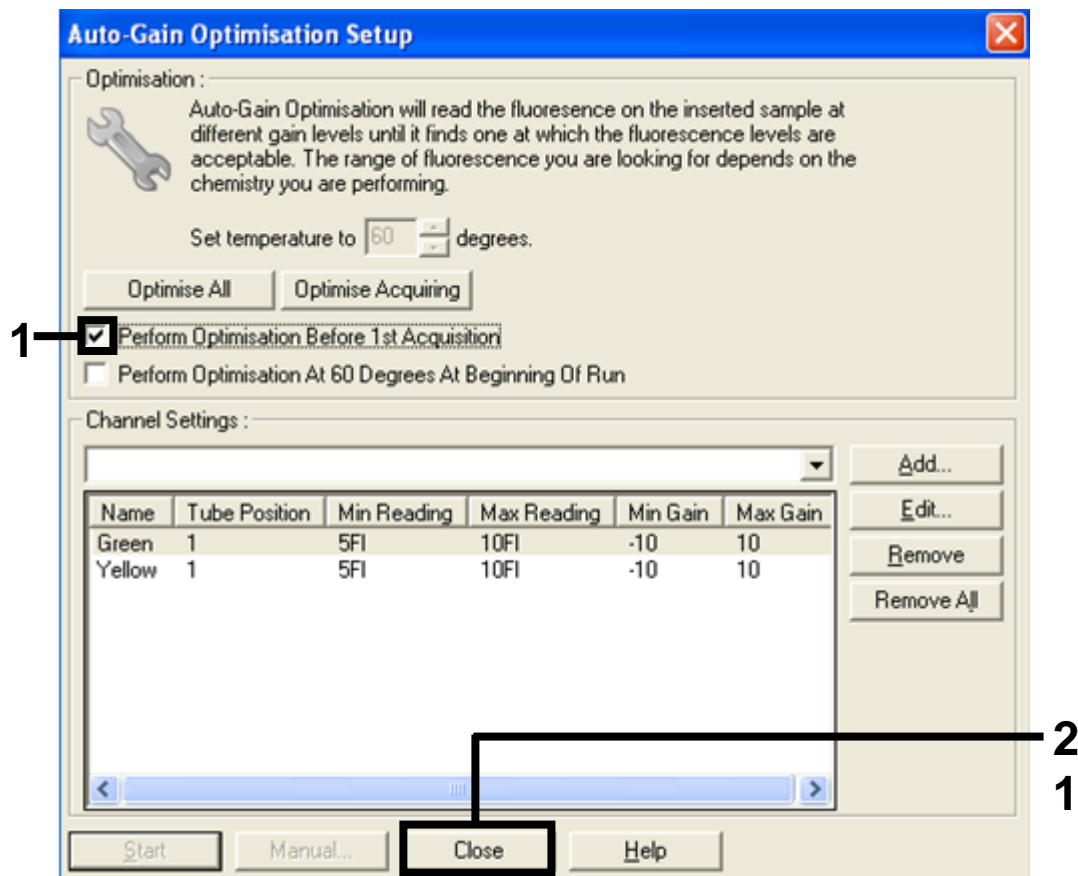 Auto-Gain Optimisation Setup
Optimisation :
Auto-Gain Optimisation will read the fluoresence on the inserted sample at
different gain levels until it finds one at which the fluorescence levels are
acceptable. The range of fluorescence you are looking for depends on the
chemistry you are performing.
Set temperature to 60 degrees.
Optimise All Optimise Acquiring
1 Perform Optimisation Before 1st Acquisition
Perform Optimisation At 60 Degrees At Beginning Of Run
Channel Settings :
Add...
Name Tube Position Min Reading Max Reading Min Gain Max Gain Edit...
Green 1 5Fl 10Fl -10 10
Remove
Yellow 1 5Fl 10Fl -10 10
Remove All
2
1
Start Manual... Close Help